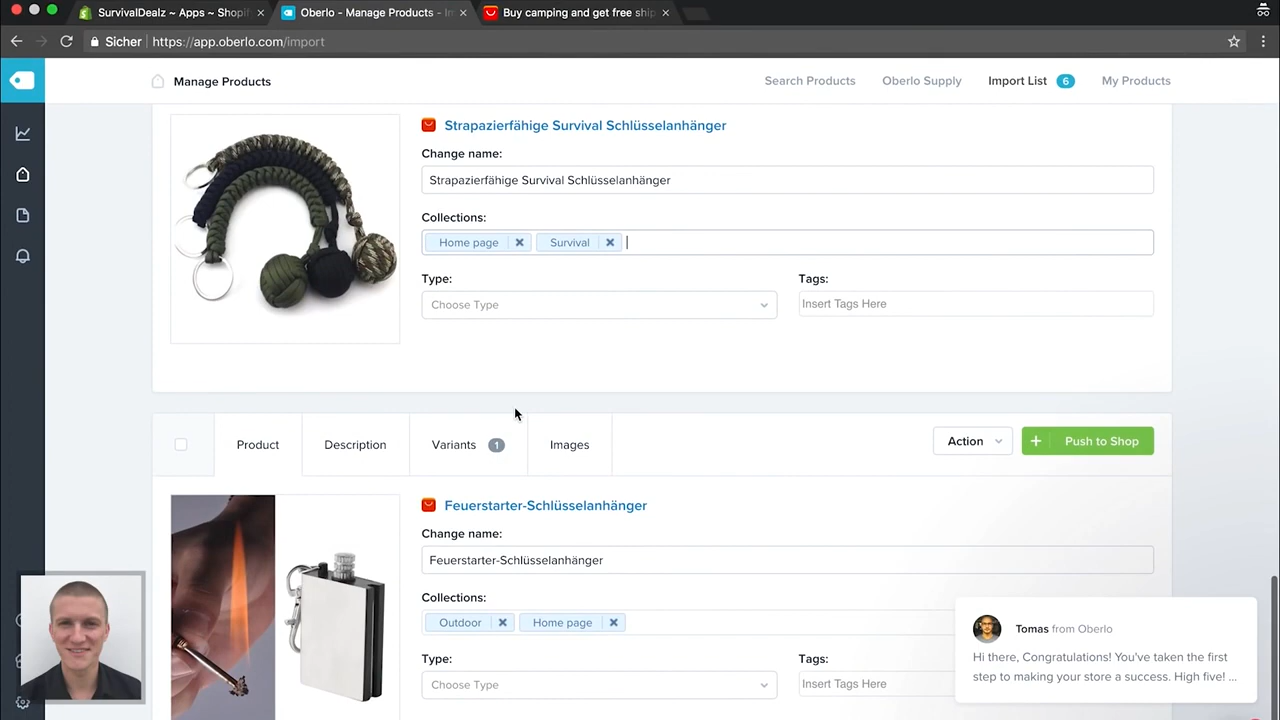 SurvivalDealz ~ Apps ~ Shopif
Oberlo - Manage Products - Im
Buy camping and get free ship
Sicher https://app.oberlo.com/import
Manage Products
Search Products
Oberlo Supply
Import List 6
My Products
Strapazierfähige Survival Schlüsselanhänger
Change name:
Strapazierfähige Survival Schlüsselanhänger
Collections:
Home page
Survival
Type:
Tags:
Choose Type
Insert Tags Here
Product
Description
Variants 1
Images
Action
Push to Shop
Feuerstarter-Schlüsselanhänger
Change name:
Feuerstarter-Schlüsselanhänger
Collections:
Outdoor
Home page
Type:
Tags:
Choose Type
Insert Tags Here
Tomas from Oberlo
Hi there, Congratulations! You've taken the first
step to making your store a success. High five! ...